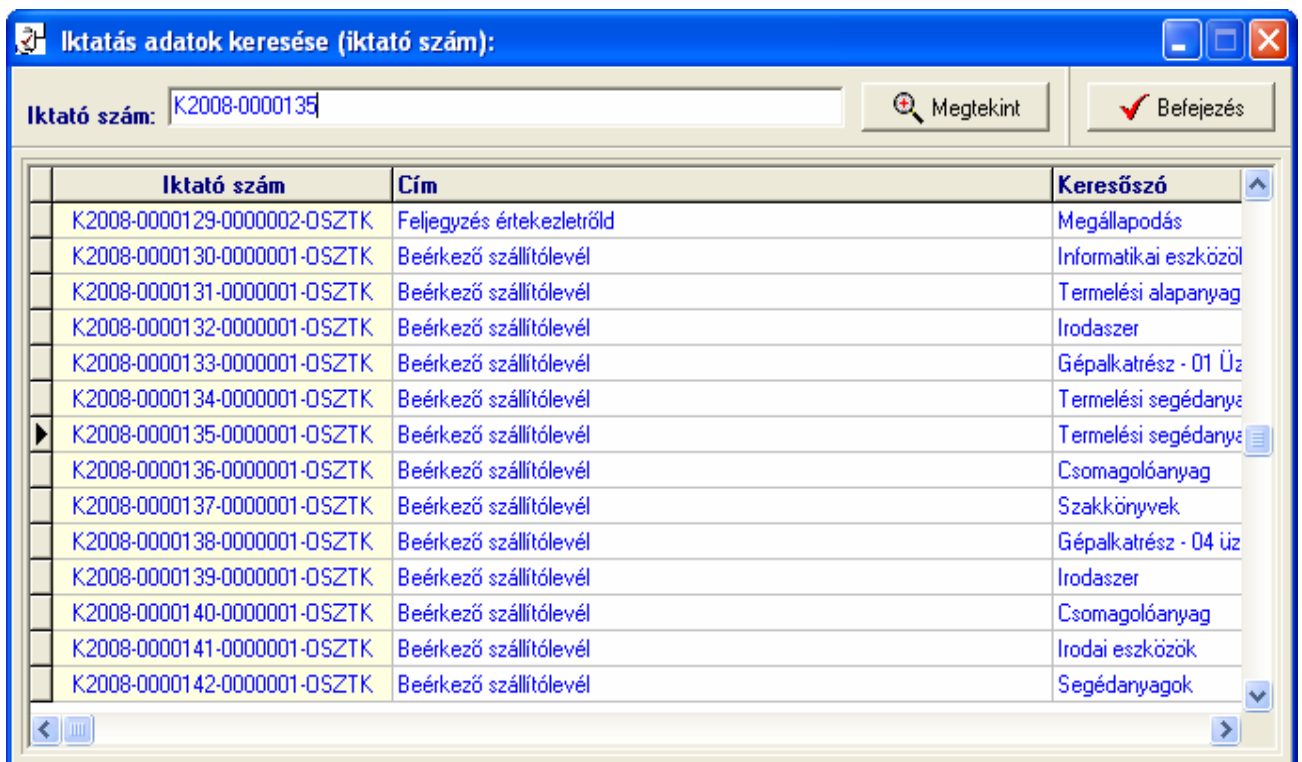 Iktatás adatok keresése (iktató szám):
Iktató szám: K2008-0000135 Megtekint Befejezés
Iktató szám Cím Keresőszó
K2008-0000129-0000002-OSZTK Feljegyzés értekezletrőld Megállapodás
K2008-0000130-0000001-OSZTK Beérkező szállítólevél Informatikai eszközöl
K2008-0000131-0000001-OSZTK Beérkező szállítólevél Termelési alapanyag
K2008-0000132-0000001-OSZTK Beérkező szállítólevél Irodaszer
K2008-0000133-0000001-OSZTK Beérkező szállítólevél Gépalkatrész - 01 Üz
K2008-0000134-0000001-OSZTK Beérkező szállítólevél Termelési segédanya
K2008-0000135-0000001-OSZTK Beérkező szállítólevél Termelési segédanya
K2008-0000136-0000001-OSZTK Beérkező szállítólevél Csomagolóanyag
K2008-0000137-0000001-OSZTK Beérkező szállítólevél Szakkönyvek
K2008-0000138-0000001-OSZTK Beérkező szállítólevél Gépalkatrész - 04 üz
K2008-0000139-0000001-OSZTK Beérkező szállítólevél Irodaszer
K2008-0000140-0000001-OSZTK Beérkező szállítólevél Csomagolóanyag
K2008-0000141-0000001-OSZTK Beérkező szállítólevél Irodai eszközök
K2008-0000142-0000001-OSZTK Beérkező szállítólevél Segédanyagok